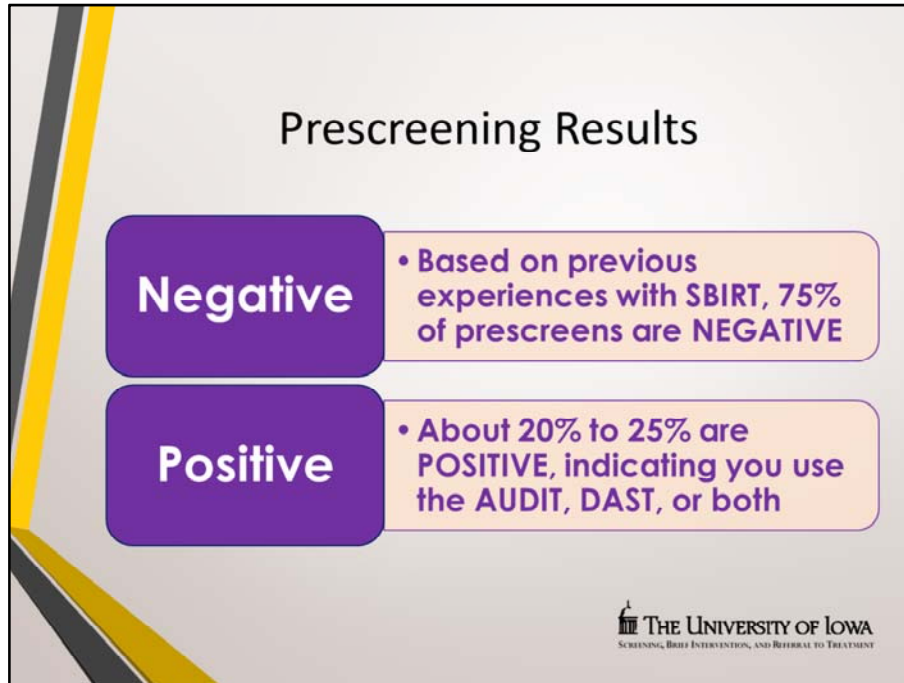 Prescreening Results
Negative
• Based on previous
experiences with SBIRT, 75%
of prescreens are NEGATIVE
Positive
• About 20% to 25% are
POSITIVE, indicating you use
the AUDIT, DAST, or both
THE UNIVERSITY OF IOWA
SCREENING, BRIEF INTERVENTION, AND REFERRAL TO TREATMENT